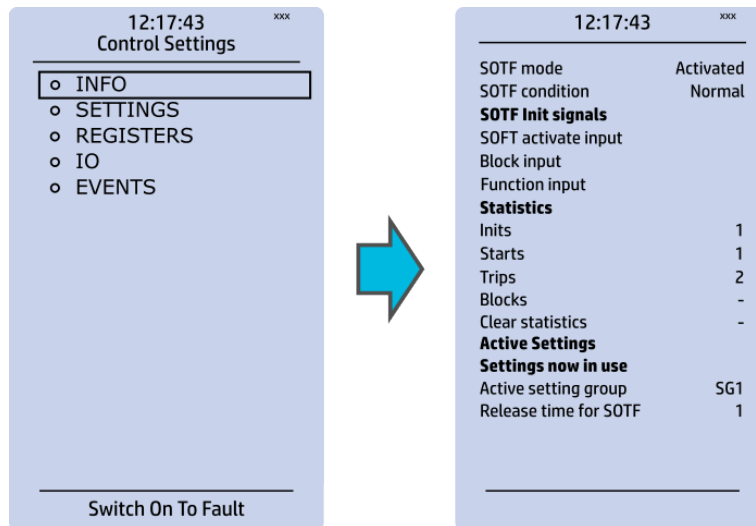 12:17:43 xxx
Control Settings
INFO
SETTINGS
REGISTERS
IO
EVENTS
Switch On To Fault
12:17:43 xxx
SOTF mode Activated
SOTF condition Normal
SOTF Init signals
SOFT activate input
Block input
Function input
Statistics
Inits 1
Starts 1
Trips 2
Blocks -
Clear statistics -
Active Settings
Settings now in use
Active setting group SG1
Release time for SOTF 1